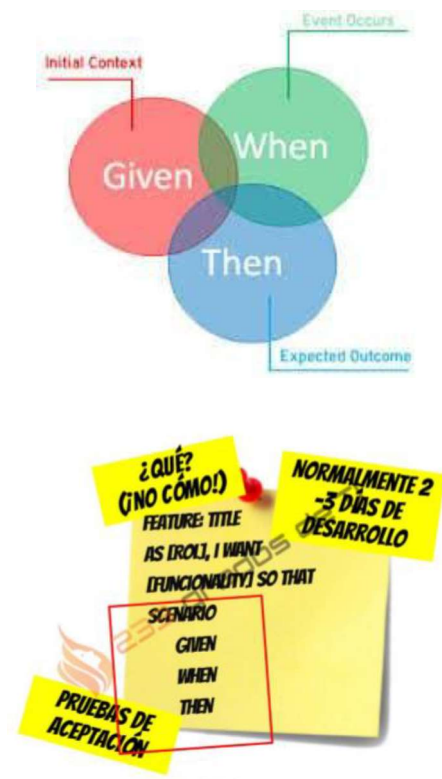 Event Occurs
Initial Context
When
Given
Then
Expected Outcome
¿QUÉ?
(¡NO CÓMO!)
NORMALMENTE 2
-3 DÍAS DE
DESARROLLO
FEATURE: TITLE
AS [ROL], I WANT
[FUNCIONALITY] SO THAT
SCENARIO
GIVEN
WHEN
THEN
PRUEBAS DE
ACEPTACIÓN